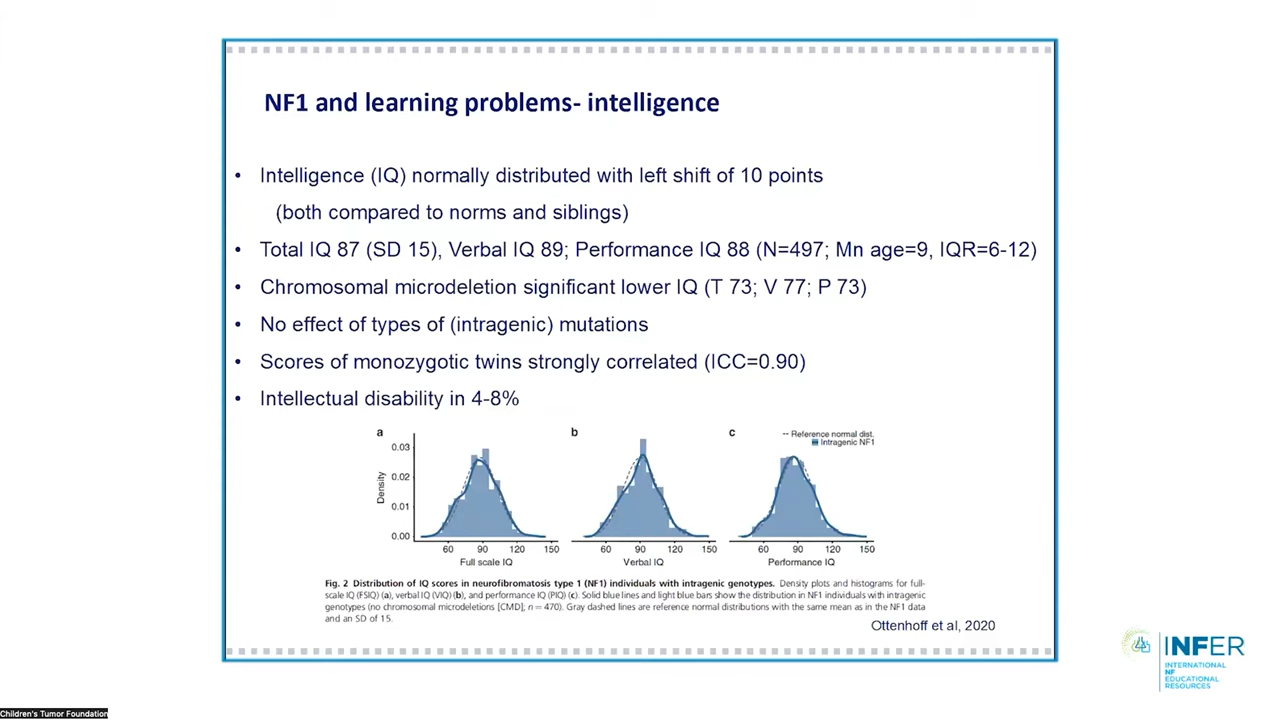 NF1 and learning problems- intelligence
• Intelligence (IQ) normally distributed with left shift of 10 points
(both compared to norms and siblings)
• Total IQ 87 (SD 15), Verbal IQ 89; Performance IQ 88 (N=497; Mn age=9, IQR=6-12)
• Chromosomal microdeletion significant lower IQ (T 73; V 77; P 73)
• No effect of types of (intragenic) mutations
• Scores of monozygotic twins strongly correlated (ICC=0.90)
• Intellectual disability in 4-8%
a b c
-- Reference normal dist.
Intragenic NF1
Density
0.03
0.02
0.01
0.00
60 90 120 150 60 90 120 150 60 90 120 150
Full scale IQ Verbal IQ Performance IQ
Fig. 2 Distribution of IQ scores in neurofibromatosis type 1 (NF1) individuals with intragenic genotypes. Density plots and histograms for full-
scale IQ (FSIQ) (a), verbal IQ (VIQ) (b), and performance IQ (PIQ) (c). Solid blue lines and light blue bars show the distribution in NF1 individuals with intragenic
genotypes (no chromosomal microdeletions [CMD]; n = 470). Gray dashed lines are reference normal distributions with the same mean as in the NF1 data
and an SD of 15.
Ottenhoff et al, 2020
INFER
INTERNATIONAL
NF
EDUCATIONAL
RESOURCES
Children's Tumor Foundation